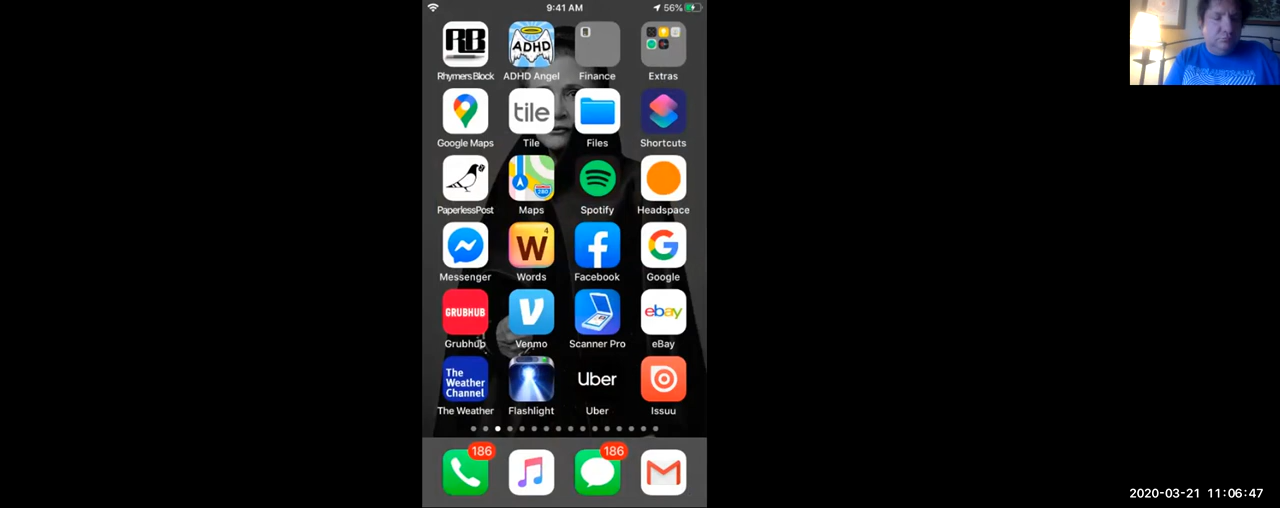 9:41 AM 56%
RB ADHD
Rhymers Block ADHD Angel Finance Extras
tile
Google Maps Tile Files Shortcuts
280
PaperlessPost Maps Spotify Headspace
W 4 f G
Messenger Words Facebook Google
GRUBHUB V ebay
Grubhub Venmo Scanner Pro eBay
The
Weather
Channel Uber
The Weather Flashlight Uber Issuu
186 186
2020-03-21 11:06:47